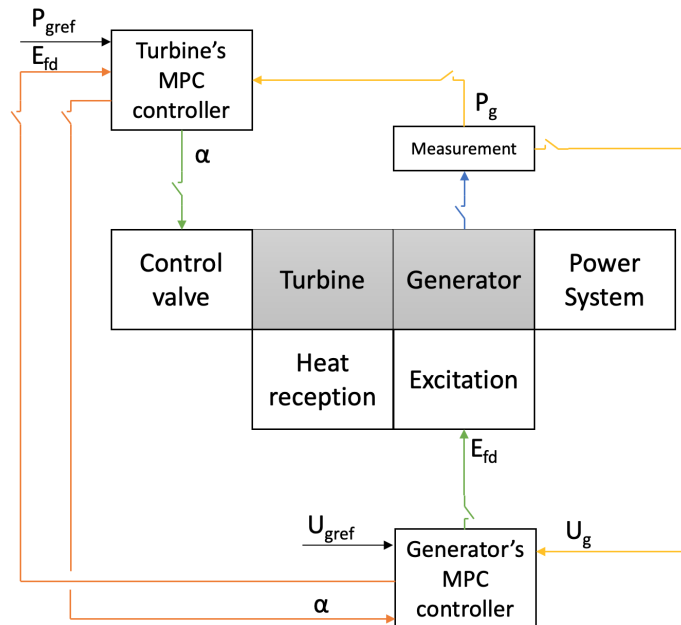 P_gref
E_fd
Turbine’s
MPC
controller
P_g
Measurement
α
Control
valve
Turbine
Generator
Power
System
Heat
reception
Excitation
E_fd
U_gref
Generator’s
MPC
controller
U_g
α